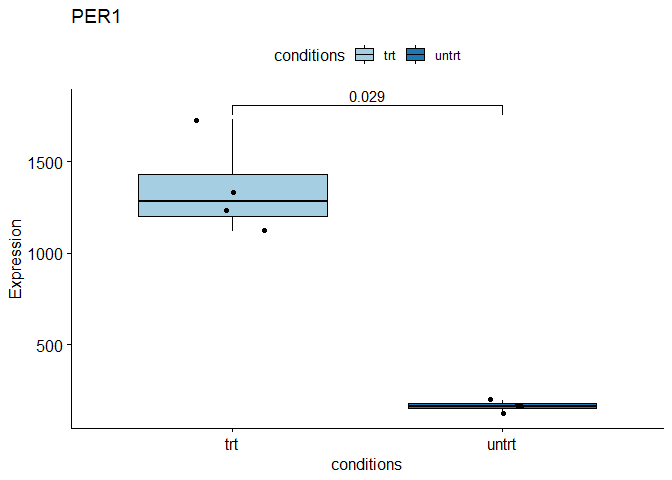 PER1
conditions trt untrt
0.029
1500
1000
500
Expression
trt untrt
conditions